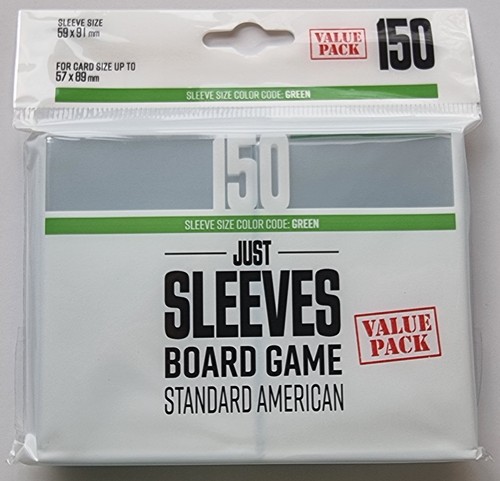 SLEEVE SIZE
59 x 91 mm
FOR CARD SIZE UP TO
57 x 89 mm
VALUE
PACK
150
SLEEVE SIZE COLOR CODE: GREEN
150
SLEEVE SIZE COLOR CODE: GREEN
JUST
SLEEVES
BOARD GAME
STANDARD AMERICAN
VALUE
PACK